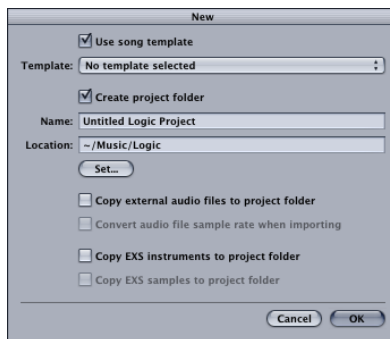 New
Use song template
Template: No template selected
Create project folder
Name: Untitled Logic Project
Location: ~/Music/Logic
Set...
Copy external audio files to project folder
Convert audio file sample rate when importing
Copy EXS instruments to project folder
Copy EXS samples to project folder
Cancel OK